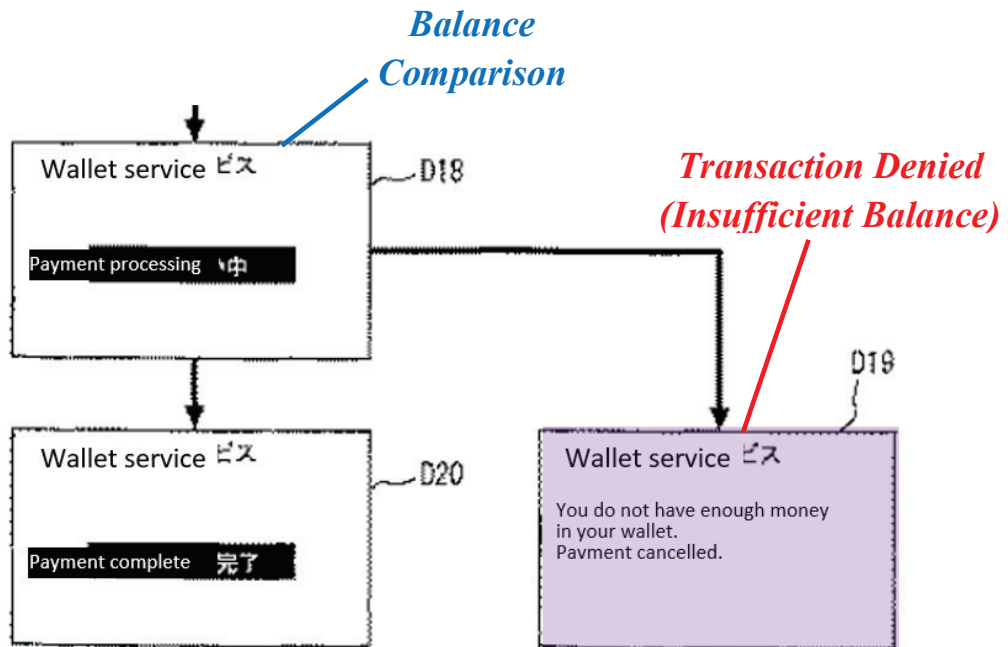 Balance
Comparison
Wallet service ビス
D18
Transaction Denied
(Insufficient Balance)
Payment processing 中
D19
Wallet service ビス
D20
Payment complete 完了
Wallet service ビス
You do not have enough money
in your wallet.
Payment cancelled.